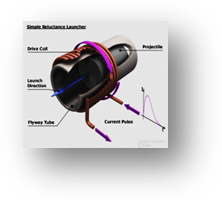 Simple Reluctance Launcher
Drive Coil
Projectile
Launch
Direction
Flyway Tube
Current Pulse